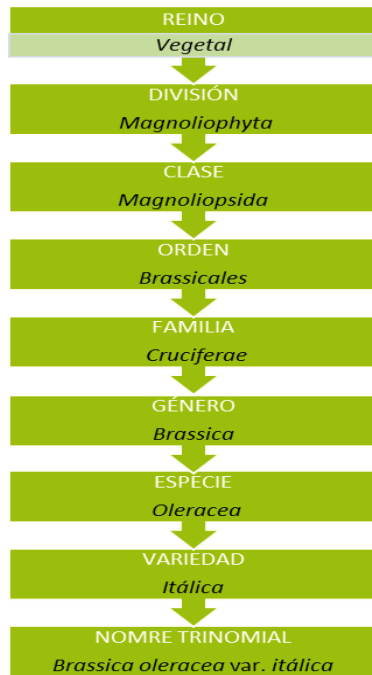 REINO
Vegetal
DIVISIÓN
Magnoliophyta
CLASE
Magnoliopsida
ORDEN
Brassicales
FAMILIA
Cruciferae
GÉNERO
Brassica
ESPECIE
Oleracea
VARIEDAD
Itálica
NOMRE TRINOMIAL
Brassica oleracea var. itálica